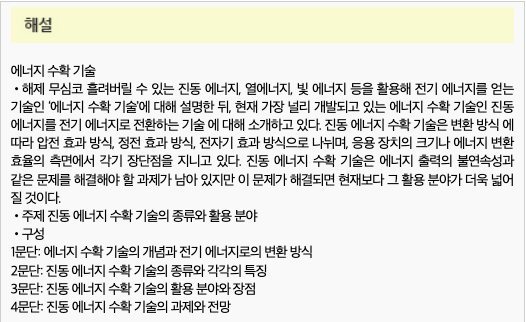 해설
에너지 수확 기술
•해제 무심코 흘려버릴 수 있는 진동 에너지, 열에너지, 빛 에너지 등을 활용해 전기 에너지를 얻는
기술인 '에너지 수확 기술'에 대해 설명한 뒤, 현재 가장 널리 개발되고 있는 에너지 수확 기술인 진동
에너지를 전기 에너지로 전환하는 기술 에 대해 소개하고 있다. 진동 에너지 수확 기술은 변환 방식 에
따라 압전 효과 방식, 정전 효과 방식, 전자기 효과 방식으로 나뉘며, 응용 장치의 크기나 에너지 변환
효율의 측면에서 각기 장단점을 지니고 있다. 진동 에너지 수확 기술은 에너지 출력의 불연속성과
같은 문제를 해결해야 할 과제가 남아 있지만 이 문제가 해결되면 현재보다 그 활용 분야가 더욱 넓어
질 것이다.
•주제 진동 에너지 수확 기술의 종류와 활용 분야
•구성
1문단: 에너지 수확 기술의 개념과 전기 에너지로의 변환 방식
2문단: 진동 에너지 수확 기술의 종류와 각각의 특징
3문단: 진동 에너지 수확 기술의 활용 분야와 장점
4문단: 진동 에너지 수확 기술의 과제와 전망